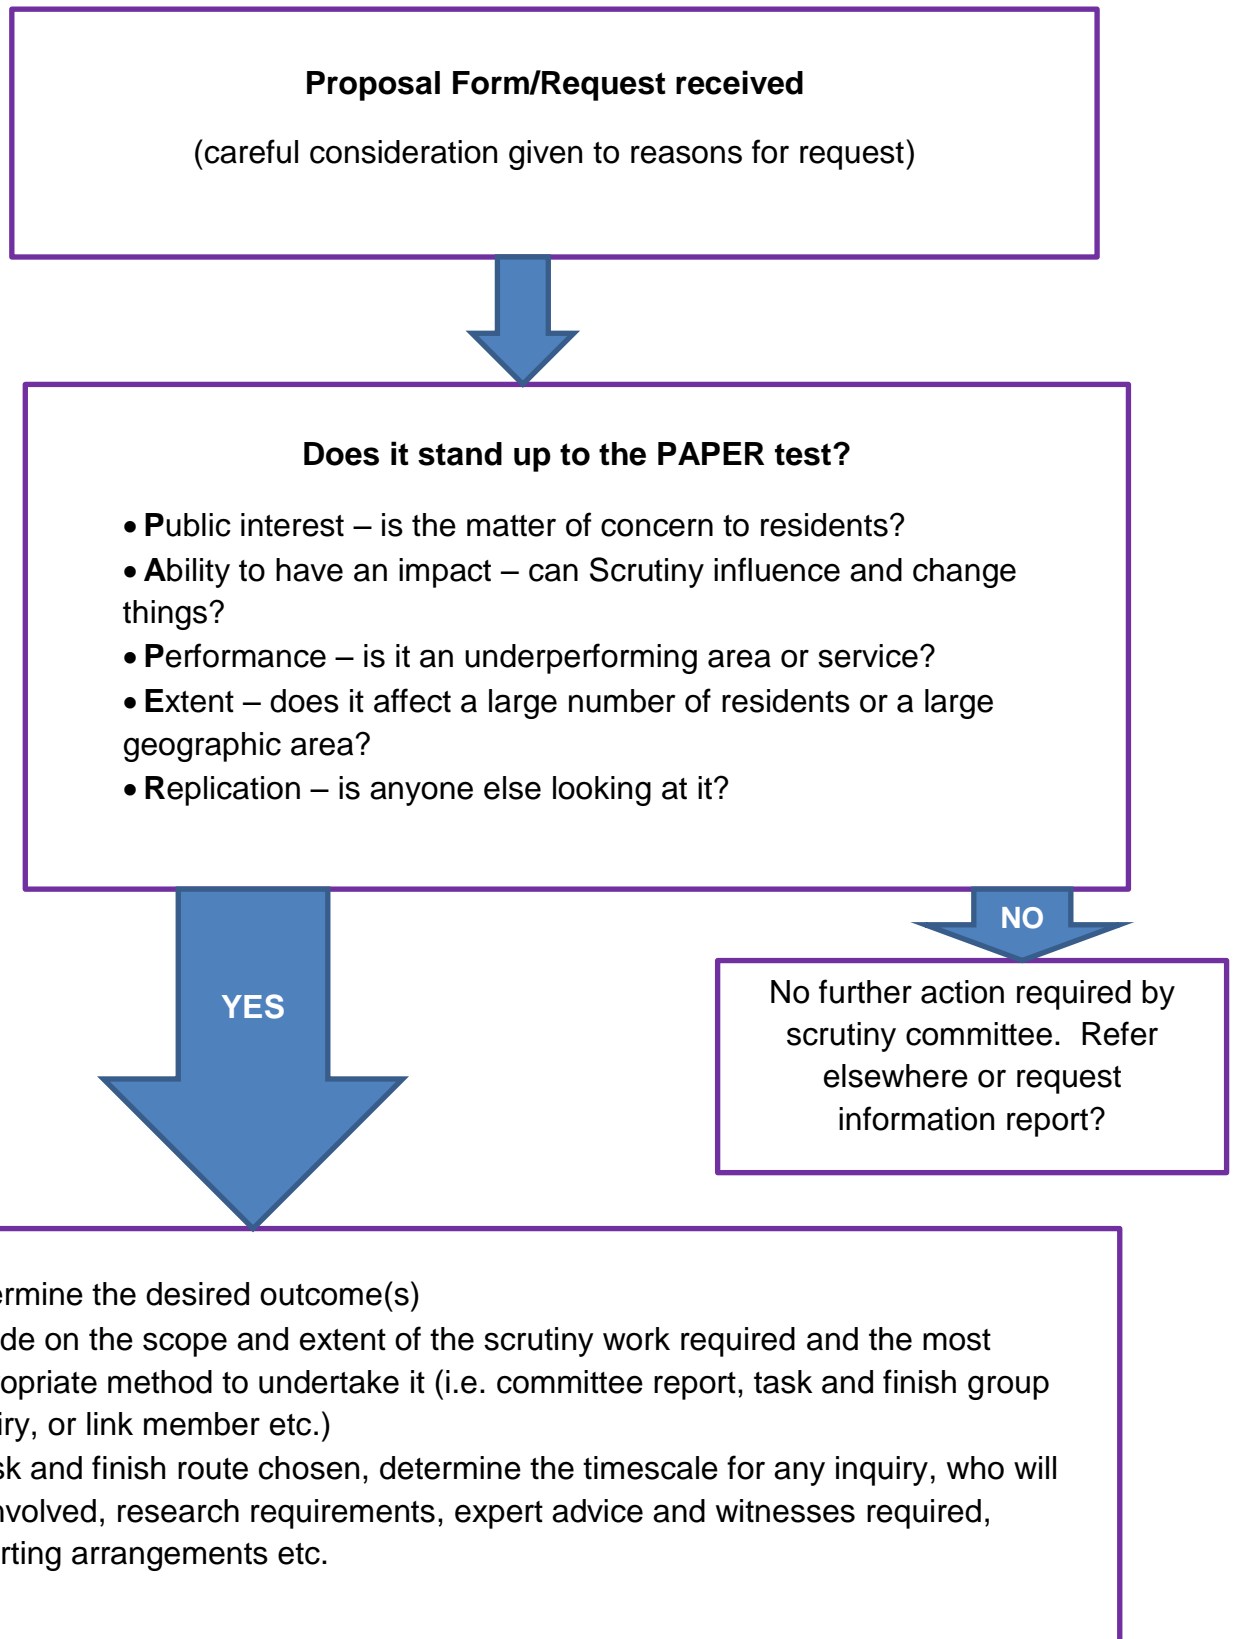 Proposal Form/Request received
(careful consideration given to reasons for request)
Does it stand up to the PAPER test?
• Public interest – is the matter of concern to residents?
• Ability to have an impact – can Scrutiny influence and change
things?
• Performance – is it an underperforming area or service?
• Extent – does it affect a large number of residents or a large
geographic area?
• Replication – is anyone else looking at it?
NO
YES
No further action required by
scrutiny committee.  Refer
elsewhere or request
information report?
ermine the desired outcome(s)
ide on the scope and extent of the scrutiny work required and the most
ropriate method to undertake it (i.e. committee report, task and finish group
iry, or link member etc.)
sk and finish route chosen, determine the timescale for any inquiry, who will
nvolved, research requirements, expert advice and witnesses required,
orting arrangements etc.